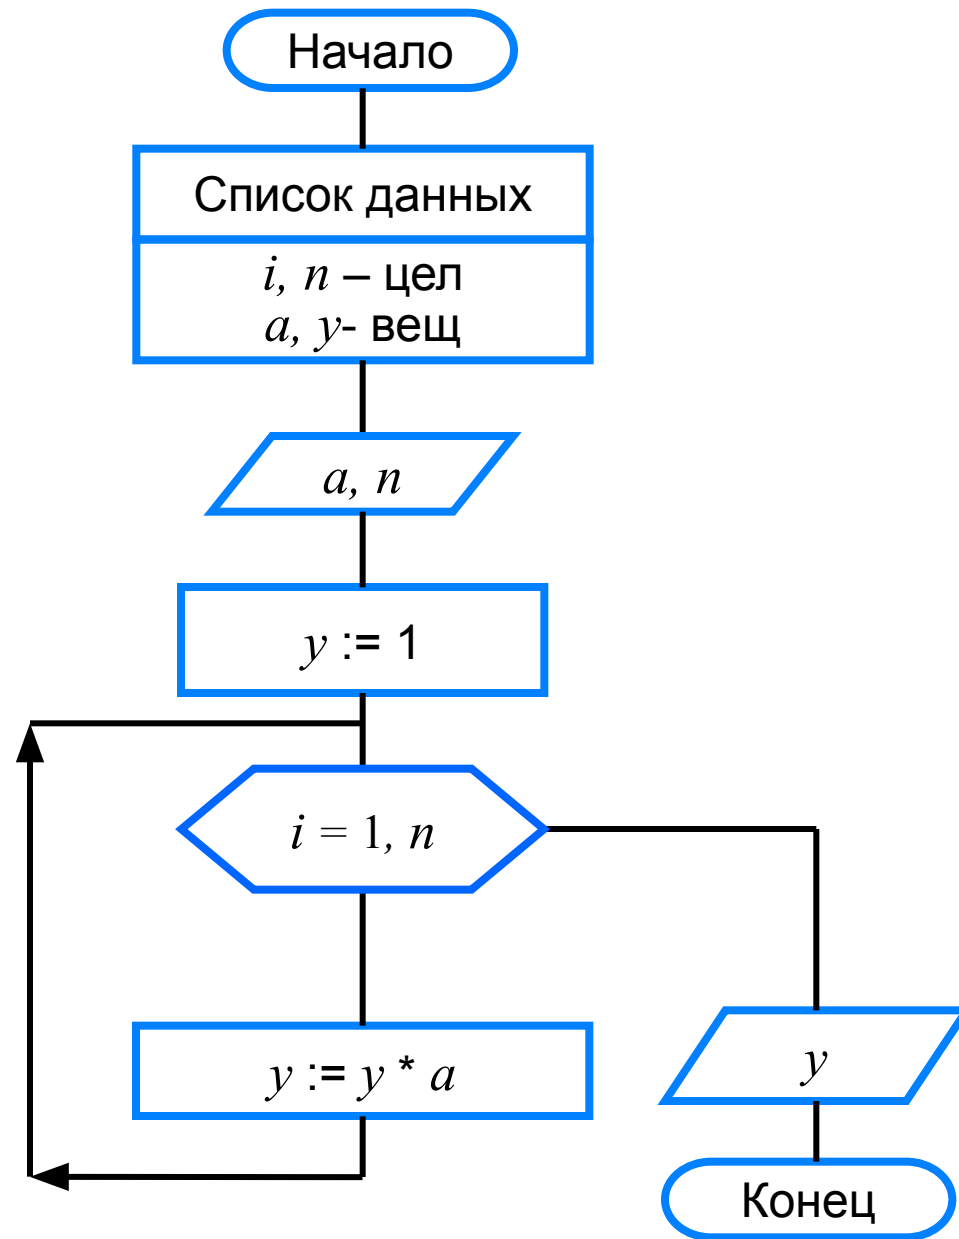 Начало
Список данных
i, n – цел
a, y- вещ
a, n
y := 1
i = 1, n
y := y * a
y
Конец